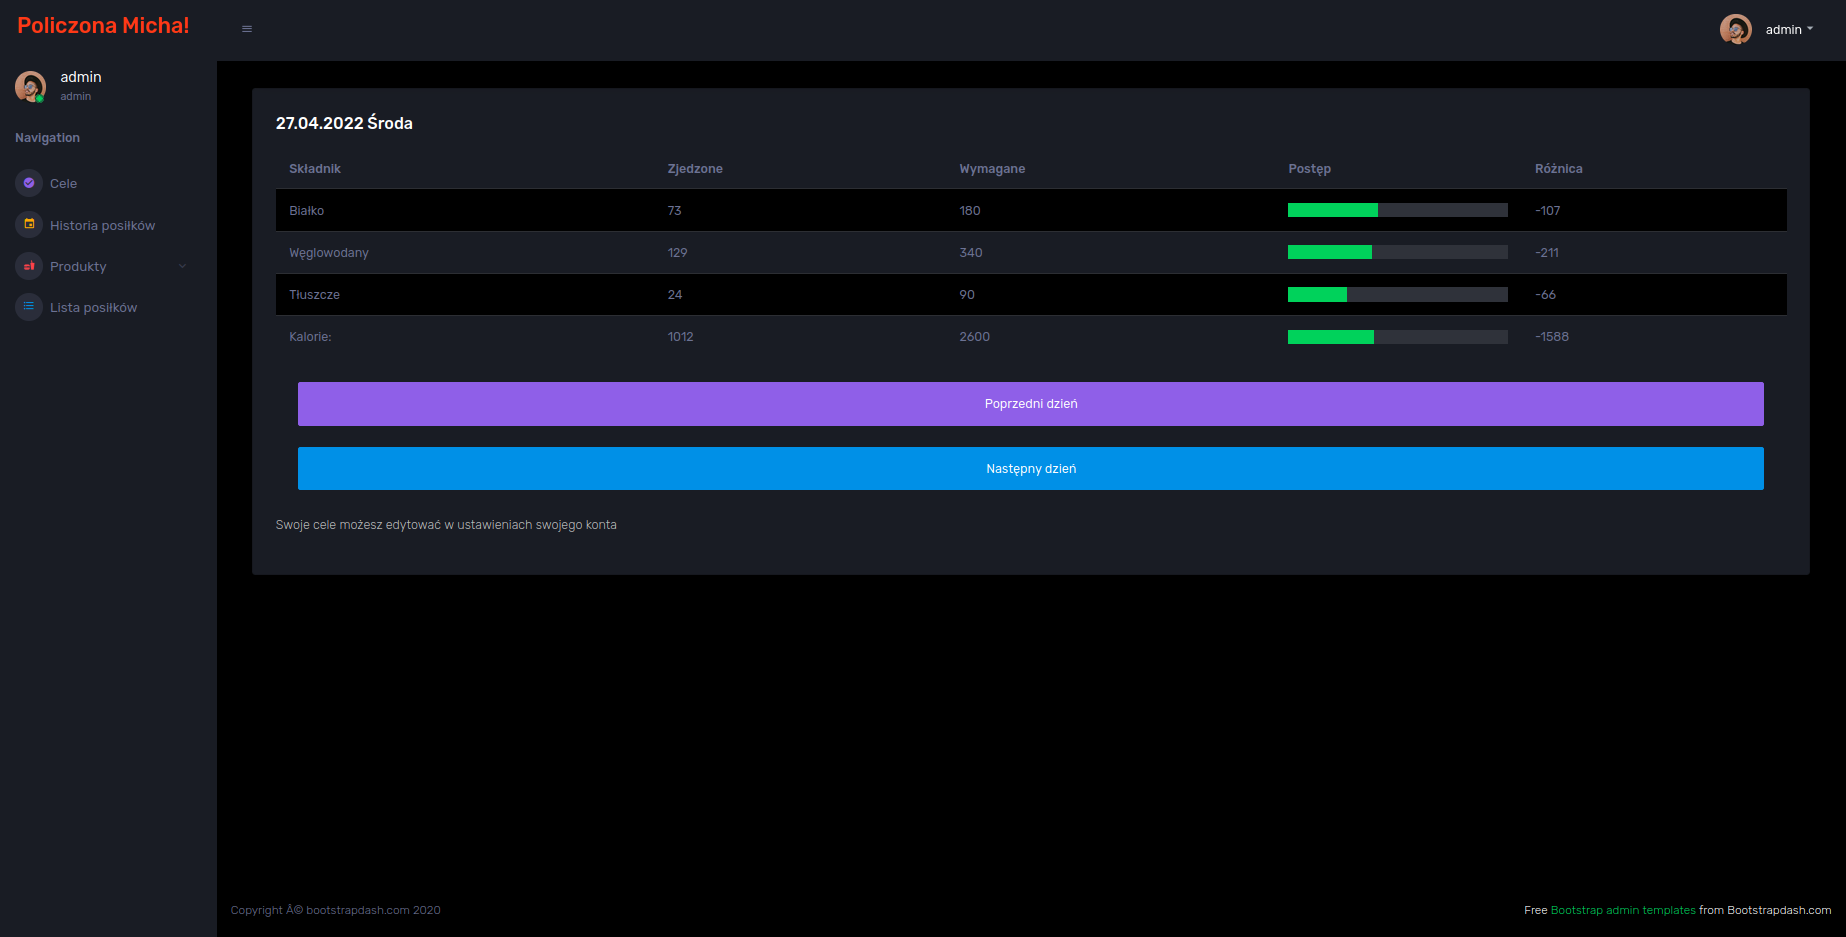 Policzona Micha!
admin
admin
admin
Navigation
Cele
Historia posiłków
Produkty
Lista posiłków
27.04.2022 Środa
Składnik Zjedzone Wymagane Postęp Różnica
Białko 73 180 -107
Węglowodany 129 340 -211
Tłuszcze 24 90 -66
Kalorie: 1012 2600 -1588
Poprzedni dzień
Następny dzień
Swoje cele możesz edytować w ustawieniach swojego konta
Copyright Â© bootstrapdash.com 2020
Free Bootstrap admin templates from Bootstrapdash.com